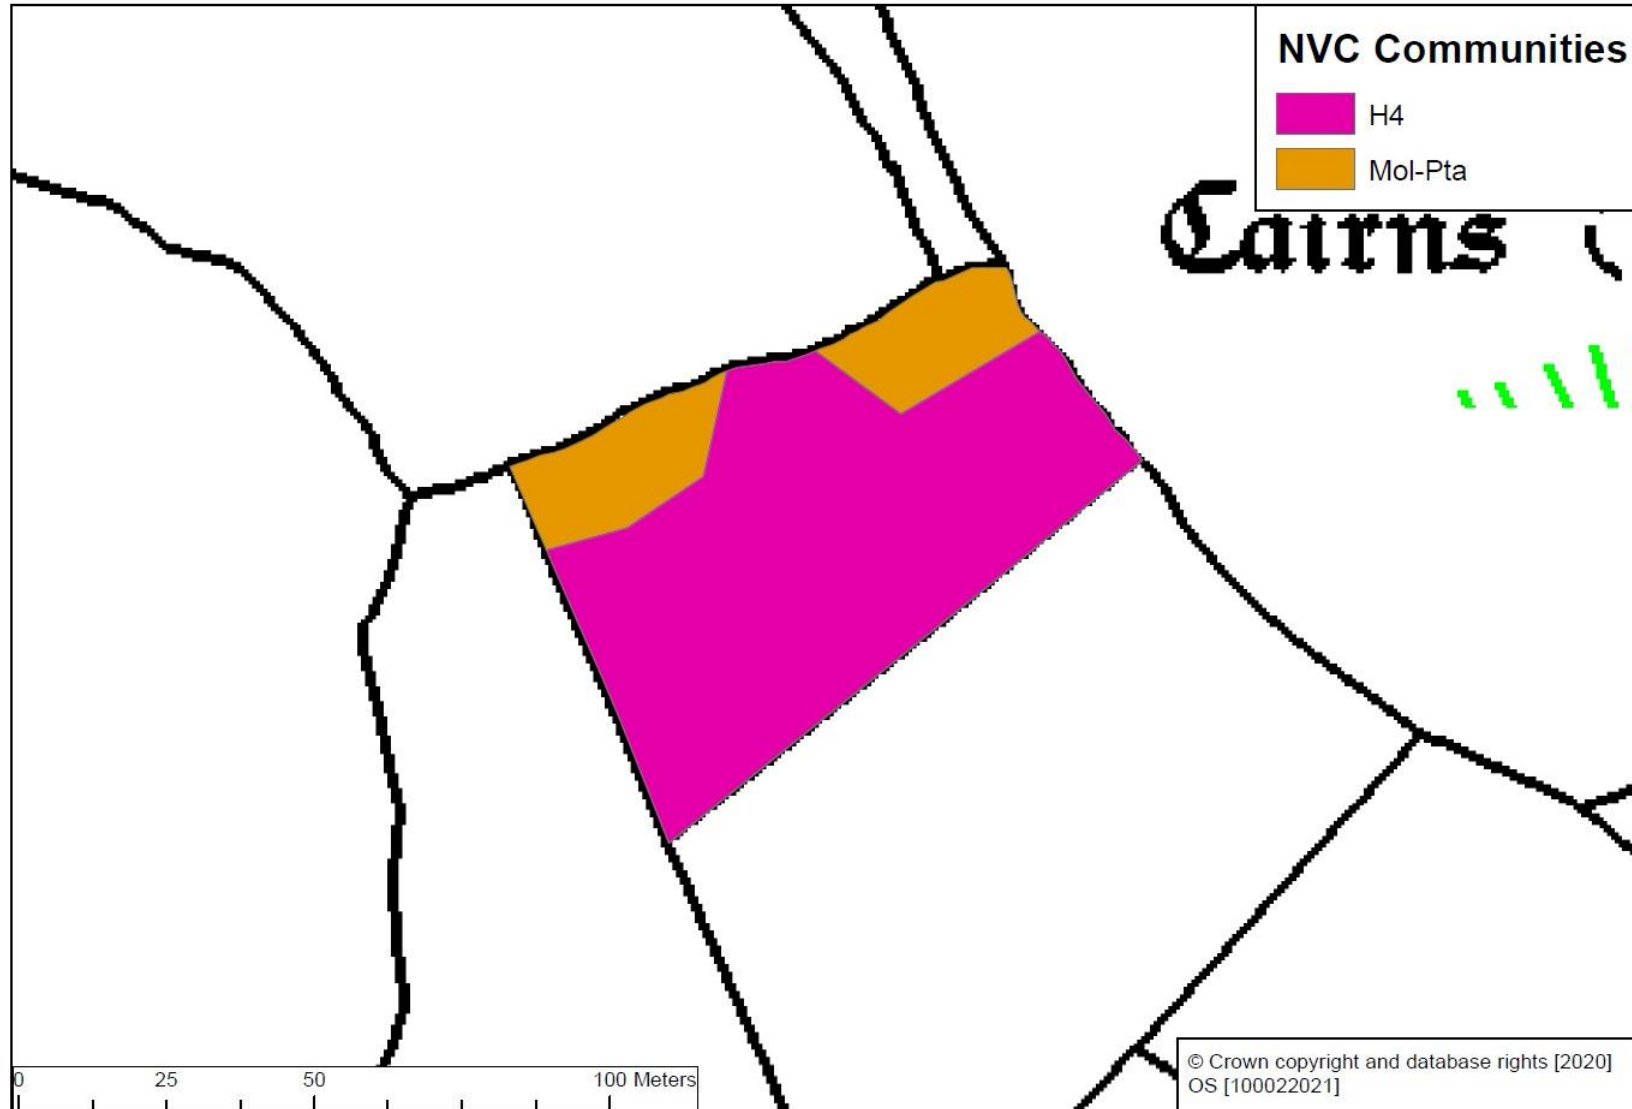 NVC Communities
H4
Mol-Pta
Cairns
0 25 50 100 Meters
© Crown copyright and database rights [2020]
OS [100022021]